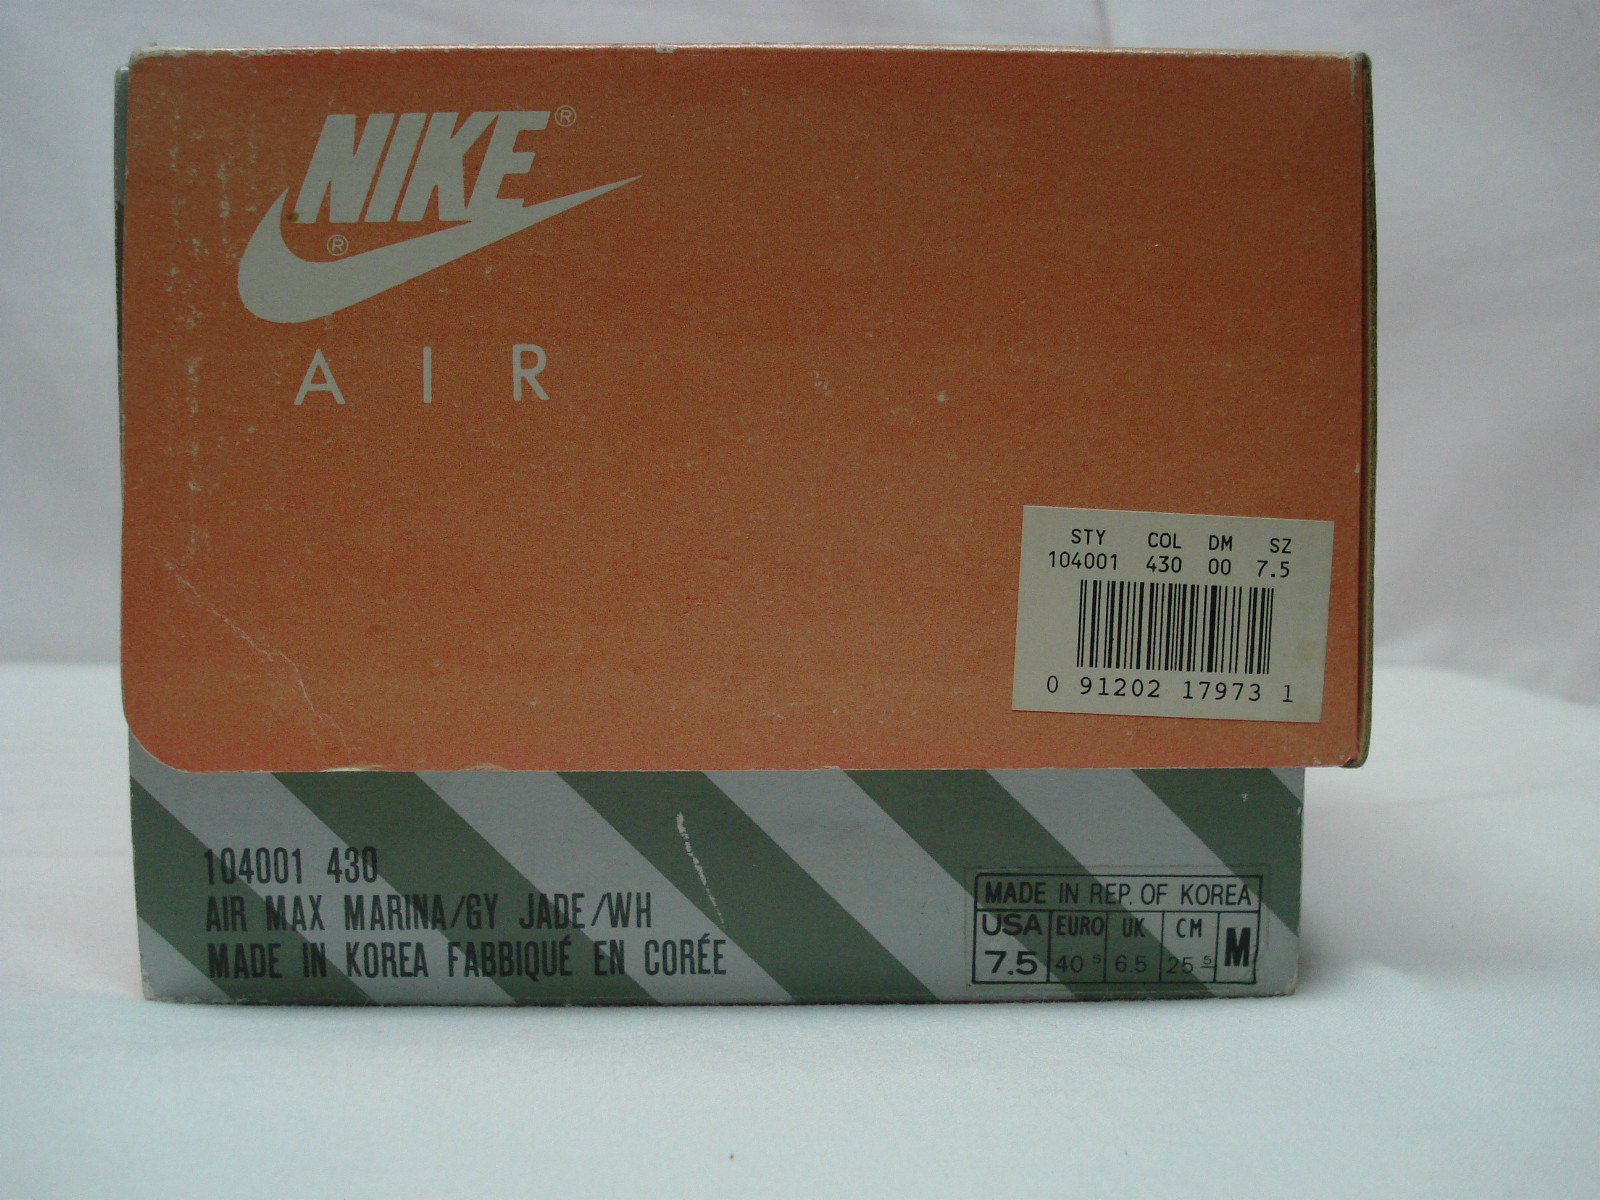 NIKE®
®
AIR
STY COL DM SZ
104001 430 00 7.5
0 91202 17973 1
104001 430
AIR MAX MARINA/GY JADE/WH
MADE IN KOREA FABBIQUÉ EN CORÉE
MADE IN REP. OF KOREA
USA EURO UK CM M
7.5 40 5 6.5 25 5